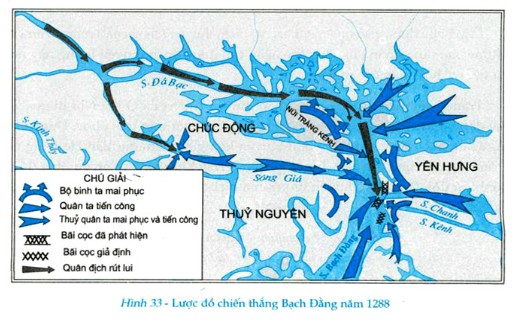 S. Đá Bạc
NÚI TRÀNG KÊNH
S. Kinh Thầy
CHÚC ĐỘNG
YÊN HƯNG
Sông Giá
THUỶ NGUYÊN
S. Chanh
S. Kênh
S. Bạch Đằng
CHÚ GIẢI
Bộ binh ta mai phục
Quân ta tiến công
Thuỷ quân ta mai phục và tiến công
Bãi cọc đã phát hiện
Bãi cọc giả định
Quân địch rút lui
Hình 33 - Lược đồ chiến thắng Bạch Đằng năm 1288